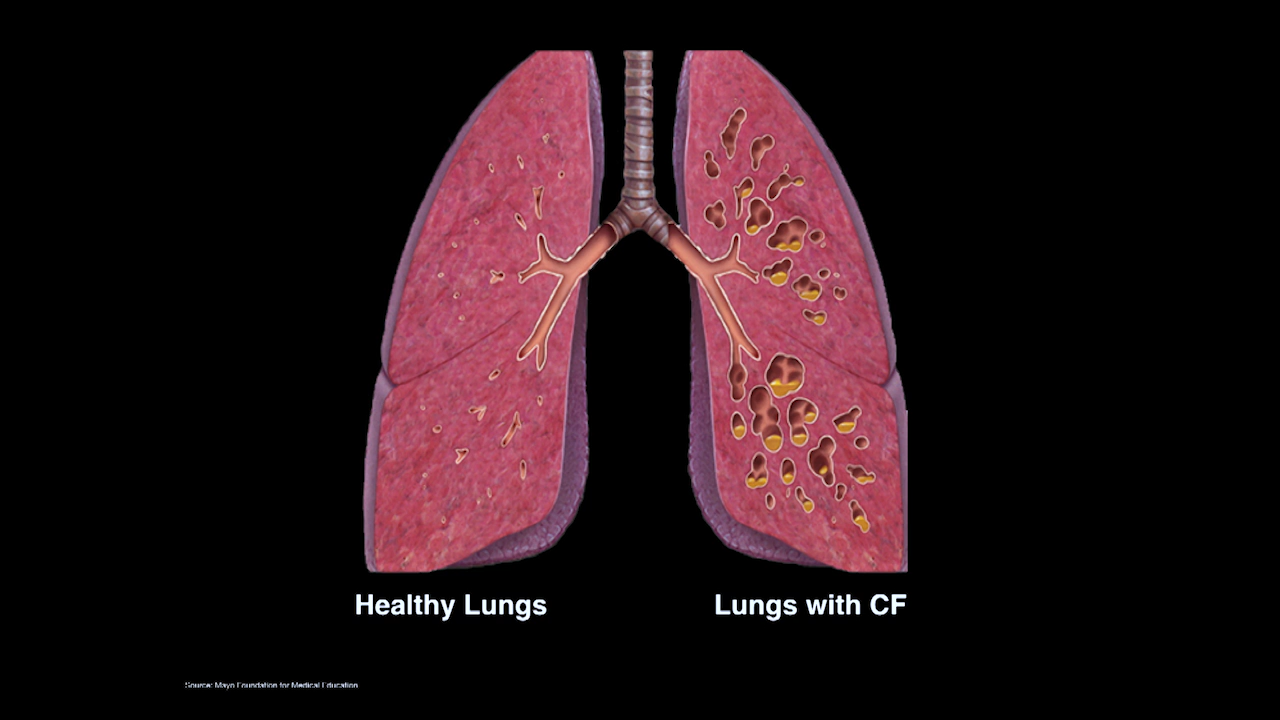 Healthy Lungs
Lungs with CF
Source: Mayo Foundation for Medical Education